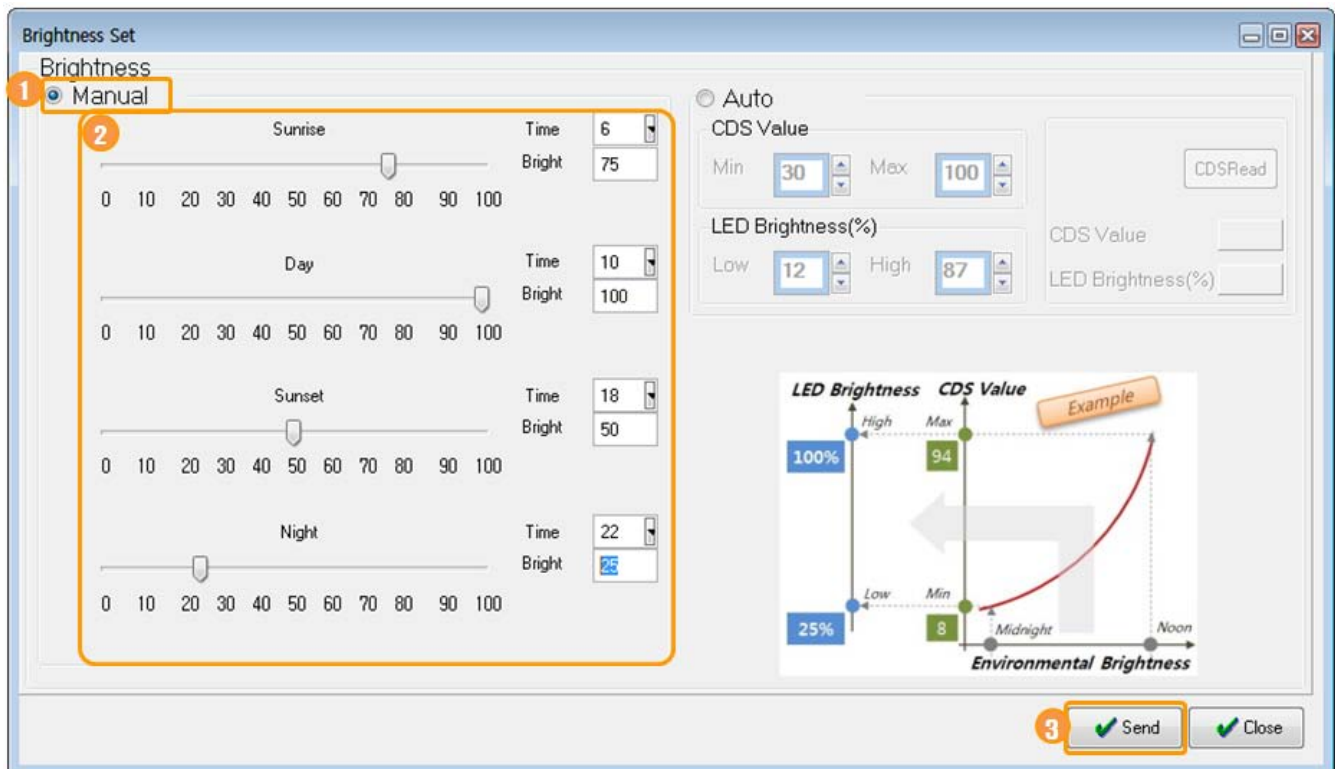 Brightness Set
Brightness
1
Manual
2
Sunrise
Time 6
Bright 75
0 10 20 30 40 50 60 70 80 90 100
Day
Time 10
Bright 100
0 10 20 30 40 50 60 70 80 90 100
Sunset
Time 18
Bright 50
0 10 20 30 40 50 60 70 80 90 100
Night
Time 22
Bright 25
0 10 20 30 40 50 60 70 80 90 100
Auto
CDS Value
Min 30 Max 100
LED Brightness(%)
Low 12 High 87
CDSRead
CDS Value
LED Brightness(%)
LED Brightness CDS Value
Example
High Max
100% 94
Low Min
25% 8
Midnight Noon
Environmental Brightness
3
Send
Close